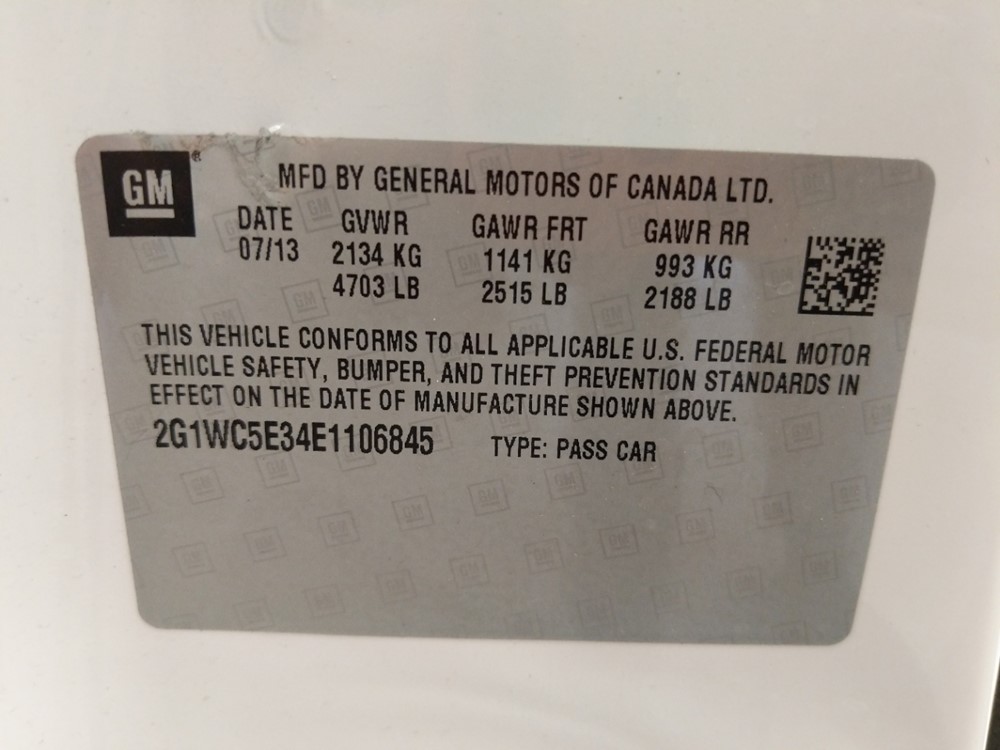 GM
MFD BY GENERAL MOTORS OF CANADA LTD.
DATE GVWR GAWR FRT GAWR RR
07/13 2134 KG 1141 KG 993 KG
4703 LB 2515 LB 2188 LB
THIS VEHICLE CONFORMS TO ALL APPLICABLE U.S. FEDERAL MOTOR
VEHICLE SAFETY, BUMPER, AND THEFT PREVENTION STANDARDS IN
EFFECT ON THE DATE OF MANUFACTURE SHOWN ABOVE.
2G1WC5E34E1106845 TYPE: PASS CAR